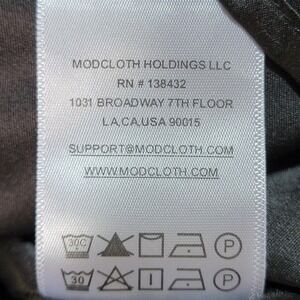 MODCLOTH HOLDINGS LLC
RN # 138432
1031 BROADWAY 7TH FLOOR
LA,CA,USA 90015
SUPPORT@MODCLOTH.COM
WWW.MODCLOTH.COM
30C P
30 P